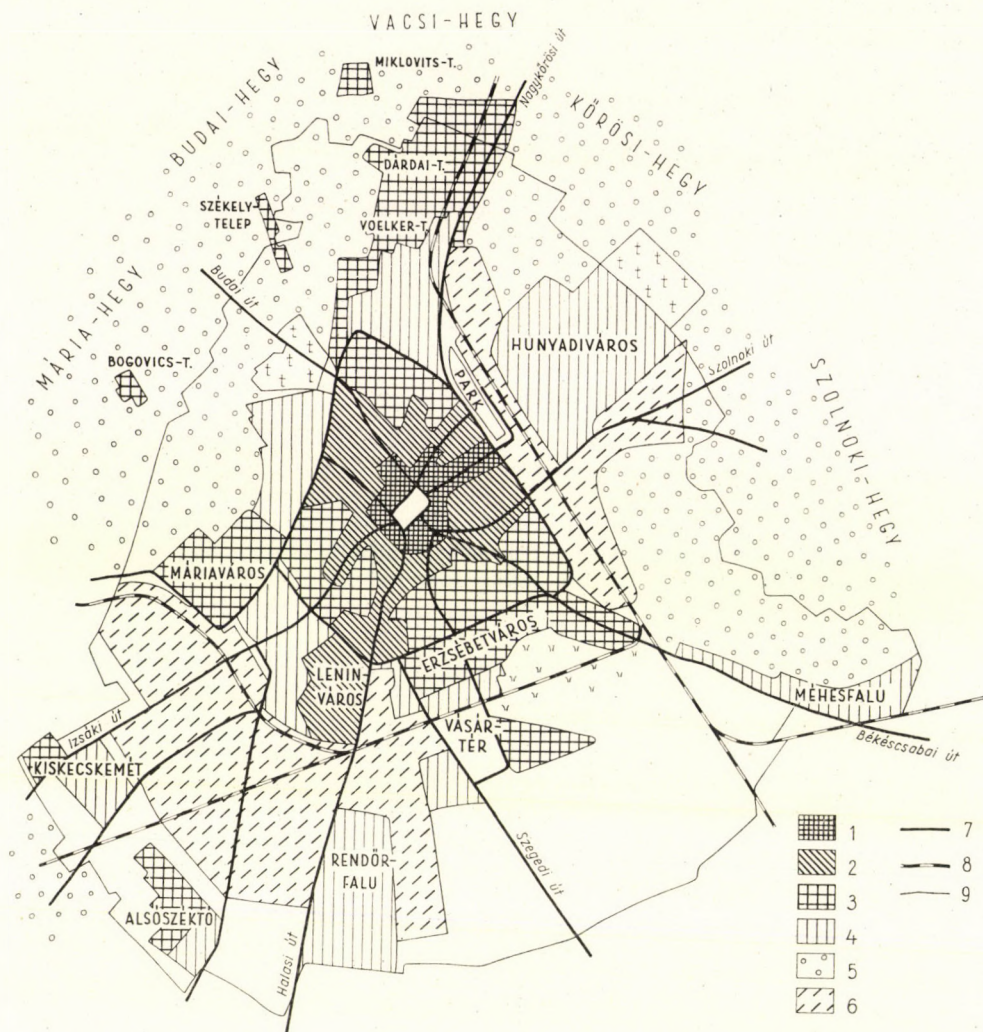 VACSI-HEGY
MIKLOVITS-T.
Nagykőrösi út
BUDAI-HEGY
KŐRÖSI-HEGY
DÁRDAI-T.
SZÉKELY-
TELEP
VOELKER-T.
Budai út
MÁRIA-HEGY
HUNYADIVÁROS
BOGOVICS-T.
PARK
Szolnoki út
SZOLNOKI-HEGY
MÁRIAVÁROS
ERZSÉBETVÁROS
LENIN-
VÁROS
MÉHESFALU
VÁSÁR-
TÉR
Izsáki út
Békéscsabai út
KISKECSKEMÉT
RENDŐR-
FALU
Szegedi út
ALSÓSZÉKTÓ
Halasi út
1
2
3
4
5
6
7
8
9